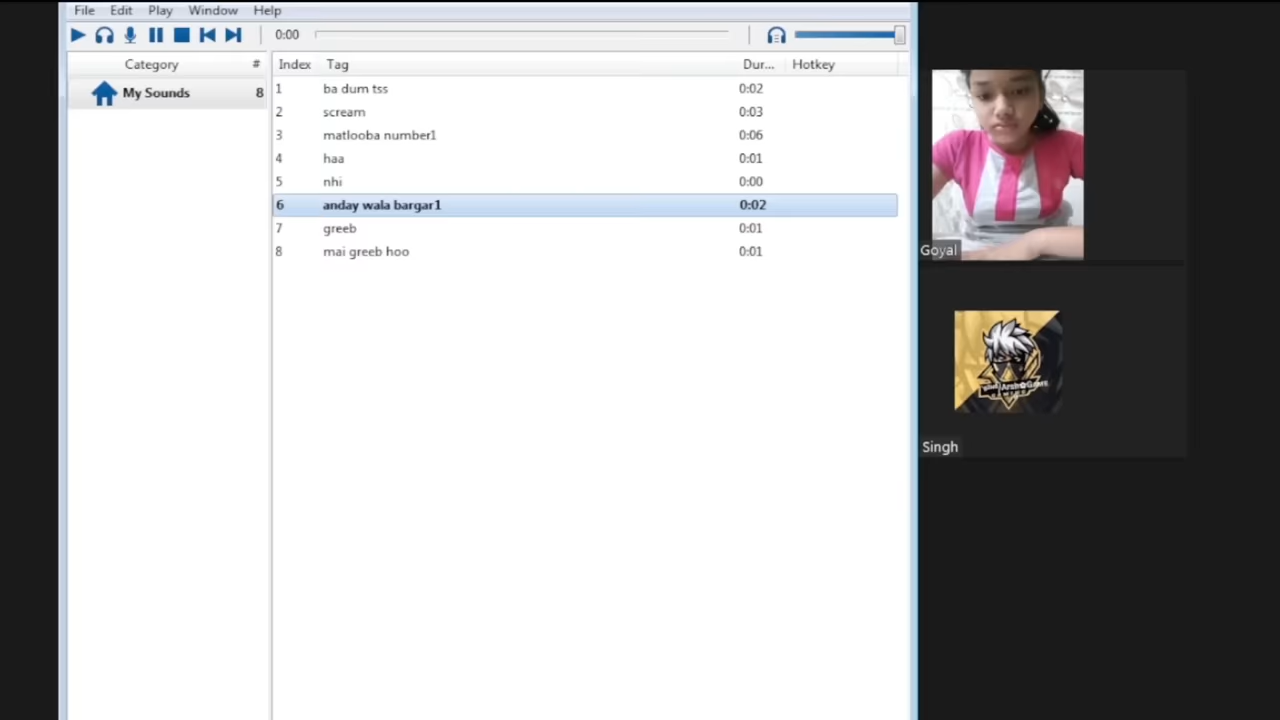 File Edit Play Window Help
0:00
Category #
My Sounds 8
Index Tag Dur... Hotkey
1 ba dum tss 0:02
2 scream 0:03
3 matlooba number1 0:06
4 haa 0:01
5 nhi 0:00
6 anday wala bargar1 0:02
7 greeb 0:01
8 mai greeb hoo 0:01
Goyal
Singh